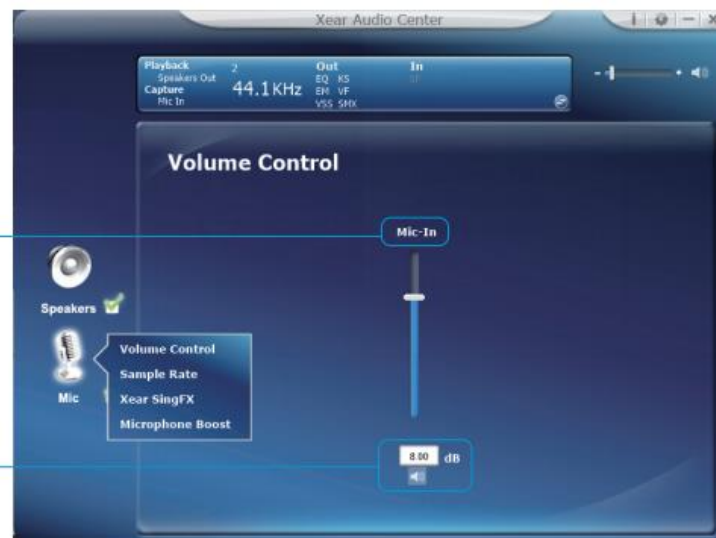 Xear Audio Center
Playback 2 Out In
Speakers Out EQ KS
Capture 44.1KHz EM VF
Mic In VSS SMX
Volume Control
Mic-In
Speakers
Volume Control
Sample Rate
Mic Xear SingFX
Microphone Boost
8.00 dB